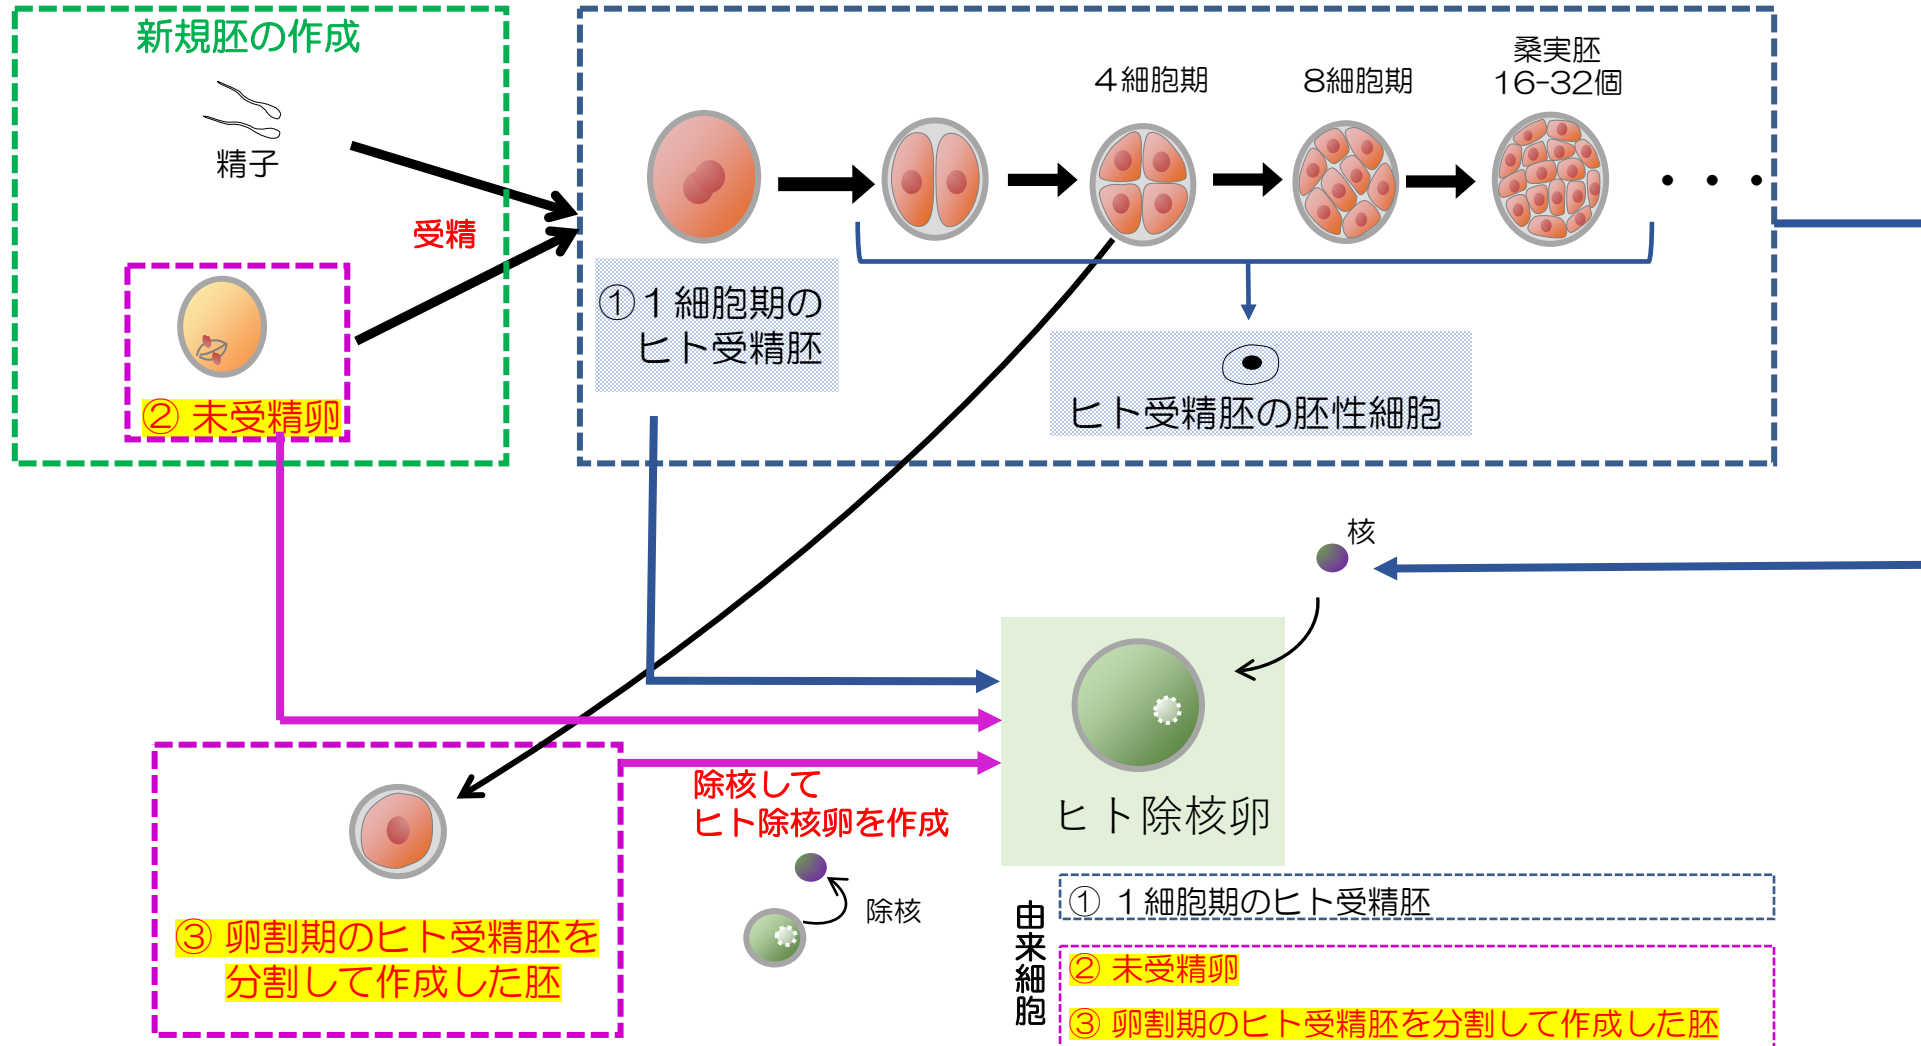 新規胚の作成
精子
受精
② 未受精卵
4細胞期
8細胞期
桑実胚
16-32個
・・・
①1細胞期の
ヒト受精胚
ヒト受精胚の胚性細胞
核
ヒト除核卵
除核して
ヒト除核卵を作成
除核
③ 卵割期のヒト受精胚を
分割して作成した胚
由来細胞
① 1細胞期のヒト受精胚
② 未受精卵
③ 卵割期のヒト受精胚を分割して作成した胚